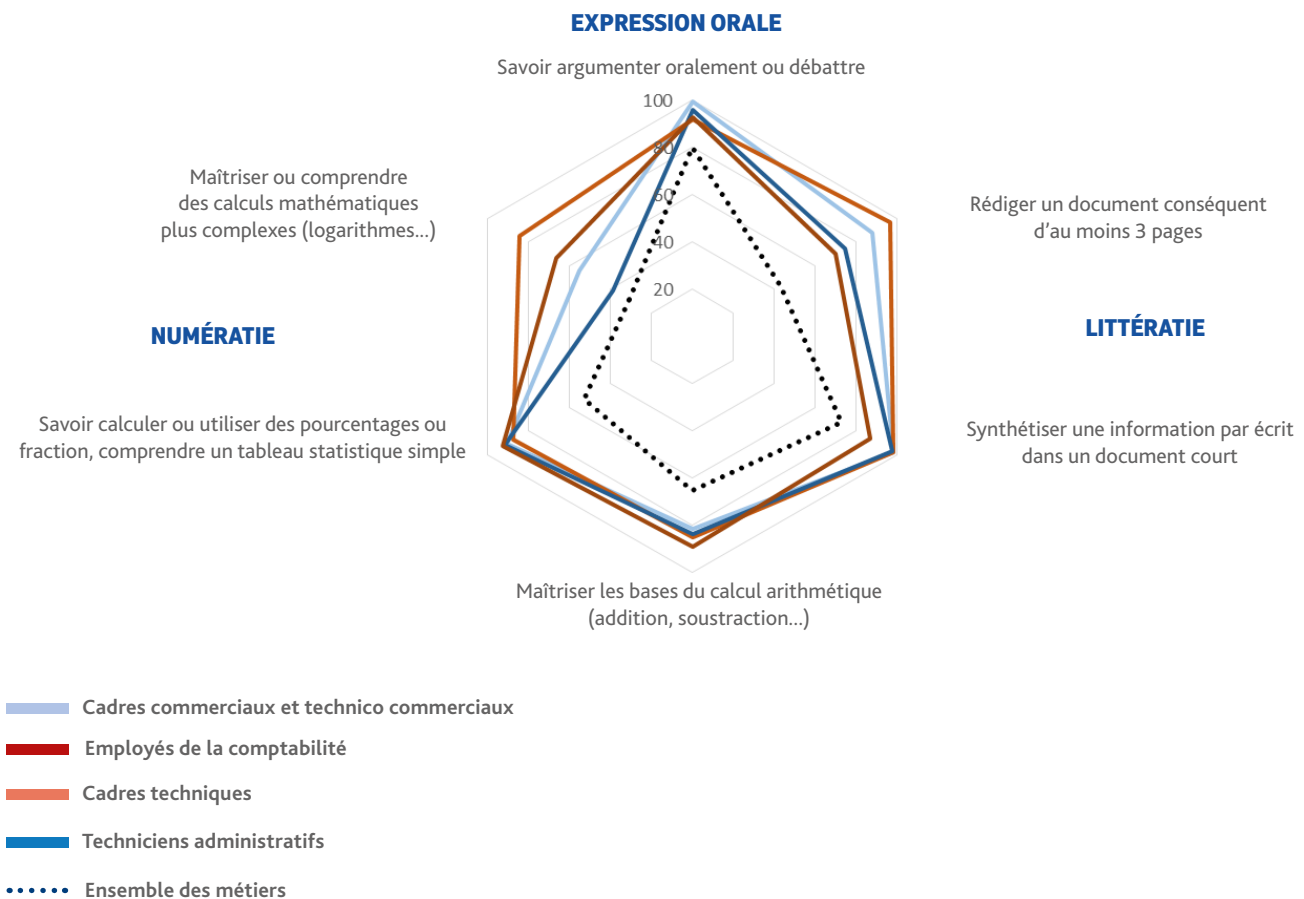 EXPRESSION ORALE
Savoir argumenter oralement ou débattre
100
80
60
40
20
Maîtriser ou comprendre
des calculs mathématiques
plus complexes (logarithmes...)
Rédiger un document conséquent
d'au moins 3 pages
NUMÉRATIE
LITTÉRATIE
Savoir calculer ou utiliser des pourcentages ou
fraction, comprendre un tableau statistique simple
Synthétiser une information par écrit
dans un document court
Maîtriser les bases du calcul arithmétique
(addition, soustraction...)
Cadres commerciaux et technico commerciaux
Employés de la comptabilité
Cadres techniques
Techniciens administratifs
Ensemble des métiers